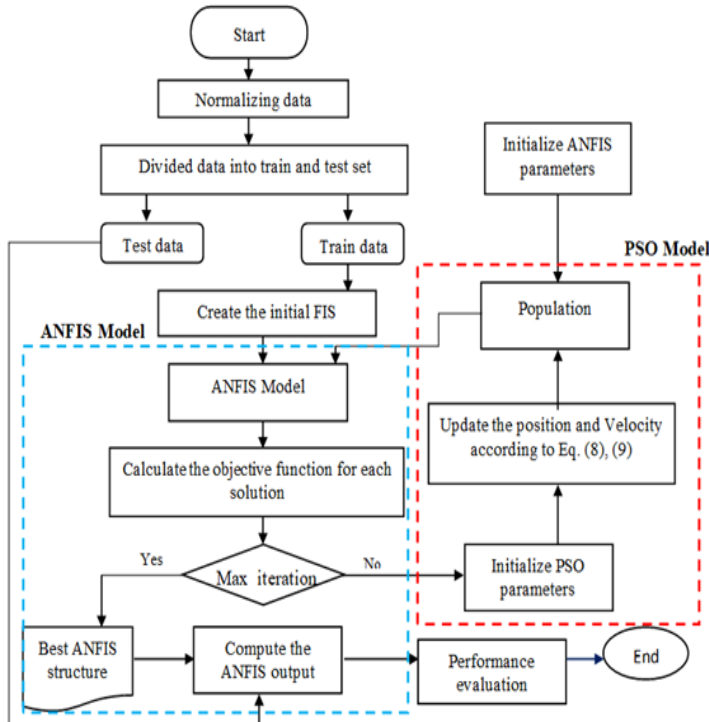 Start
Normalizing data
Divided data into train and test set
Initialize ANFIS
parameters
Test data
Train data
PSO Model
Create the initial FIS
Population
ANFIS Model
ANFIS Model
Update the position and Velocity
according to Eq. (8), (9)
Calculate the objective function for each
solution
Yes
Max iteration
No
Initialize PSO
parameters
Best ANFIS
structure
Compute the
ANFIS output
Performance
evaluation
End